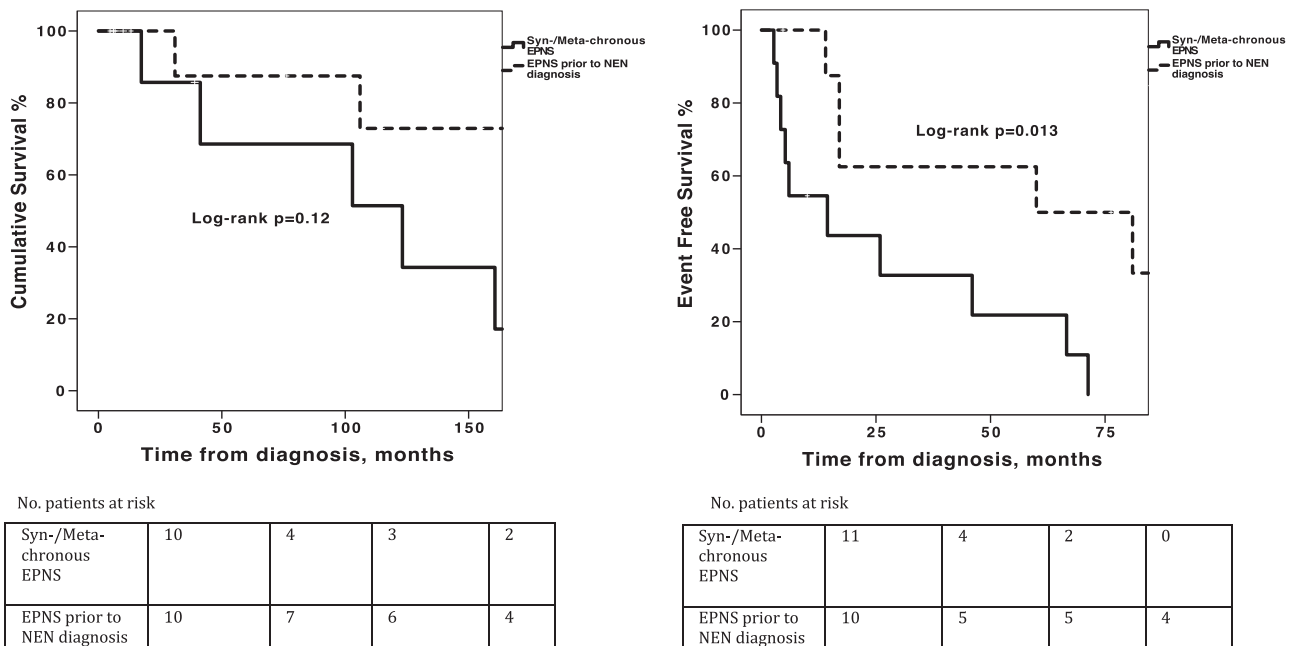 Cumulative Survival %
100
80
60
40
20
0
Log-rank p=0.12
0 50 100 150
Time from diagnosis, months
Syn-/Meta-chronous
EPNS
EPNS prior to NEN
diagnosis
No. patients at risk
Syn-/Meta- 10 4 3 2
chronous
EPNS
EPNS prior to 10 7 6 4
NEN diagnosis
Event Free Survival %
100
80
60
40
20
0
Log-rank p=0.013
0 25 50 75
Time from diagnosis, months
Syn-/Meta-chronous
EPNS
EPNS prior to NEN
diagnosis
No. patients at risk
Syn-/Meta- 11 4 2 0
chronous
EPNS
EPNS prior to 10 5 5 4
NEN diagnosis